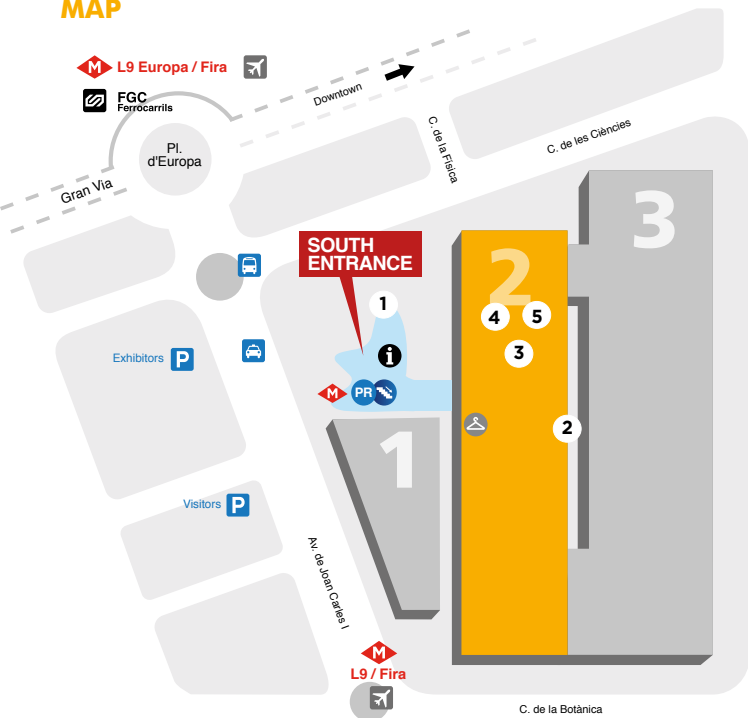 MAP
M L9 Europa / Fira
FGC
Ferrocarrils
Downtown
Pl.
d'Europa
Gran Via
C. de la Física
C. de les Ciències
SOUTH
ENTRANCE
1
2
3
4
5
3
2
i
Exhibitors P
M PR
1
Visitors P
Av. de Joan Carles I
M
L9 / Fira
C. de la Botànica